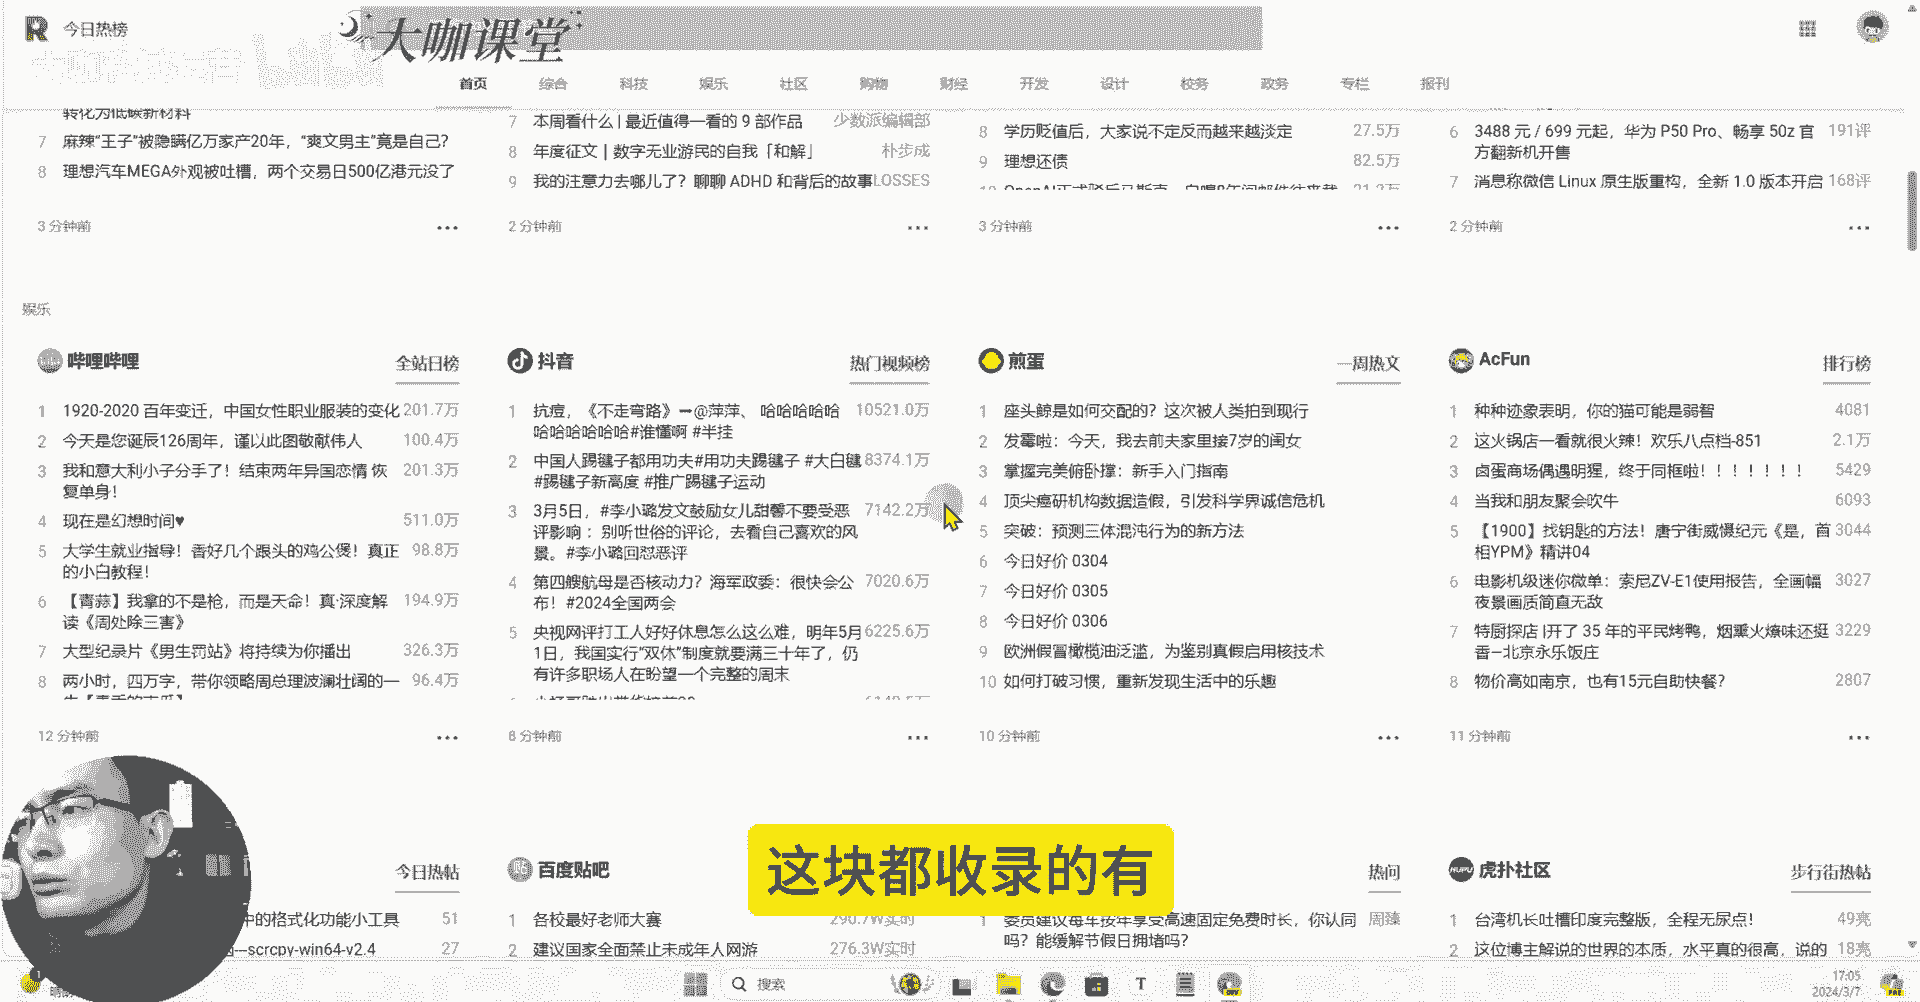 今日热榜
大咖课堂
首页 综合 科技 娱乐 社区 购物 财经 开发 设计 校务 政务 专栏 报刊
转化为低碳新材料
7 麻辣“王子”被隐瞒亿万家产20年，“爽文男主”竟是自己？
8 理想汽车MEGA外观被吐槽，两个交易日500亿港元没了
3 分钟前
7 本周看什么 | 最近值得一看的 9 部作品 少数派编辑部
8 年度征文 | 数字无业游民的自我「和解」 朴步成
9 我的注意力去哪儿了？聊聊 ADHD 和背后的故事 LOSSES
2 分钟前
8 学历贬值后，大家说不定反而越来越淡定 27.5万
9 理想还债 82.5万
3 分钟前
6 3488 元 / 699 元起，华为 P50 Pro、畅享 50z 官 191评
方翻新机开售
7 消息称微信 Linux 原生版重构，全新 1.0 版本开启 168评
2 分钟前
娱乐
哔哩哔哩 全站日榜
1 1920-2020 百年变迁，中国女性职业服装的变化 201.7万
2 今天是您诞辰126周年，谨以此图敬献伟人 100.4万
3 我和意大利小子分手了！结束两年异国恋情 恢 201.3万
复单身！
4 现在是幻想时间♥ 511.0万
5 大学生就业指导！香好几个跟头的鸡公煲！真正 98.8万
的小白教程！
6 【青蒜】我拿的不是枪，而是天命！真·深度解 194.9万
读《周处除三害》
7 大型纪录片《男生罚站》将持续为你播出 326.3万
8 两小时，四万字，带你领略周总理波澜壮阔的一 96.4万
12 分钟前
抖音 热门视频榜
1 抗痘，《不走弯路》一@萍萍、 哈哈哈哈哈 10521.0万
哈哈哈哈哈哈#谁懂啊 #半挂
2 中国人踢毽子都用功夫#用功夫踢毽子 #大白毽 8374.1万
#踢毽子新高度 #推广踢毽子运动
3 3月5日，#李小璐发文鼓励女儿甜馨不要受恶 7142.2万
评影响 ：别听世俗的评论，去看自己喜欢的风
景。#李小璐回怼恶评
4 第四艘航母是否核动力？海军政委：很快会公 7020.6万
布！#2024全国两会
5 央视网评打工人好好休息怎么这么难，明年5月 6225.6万
1日，我国实行“双休”制度就要满三十年了，仍
有许多职场人在盼望一个完整的周末
8 分钟前
煎蛋 一周热文
1 座头鲸是如何交配的？这次被人类拍到现行
2 发霉啦：今天，我去前夫家里接7岁的闺女
3 掌握完美俯卧撑：新手入门指南
4 顶尖癌研机构数据造假，引发科学界诚信危机
5 突破：预测三体混沌行为的新方法
6 今日好价 0304
7 今日好价 0305
8 今日好价 0306
9 欧洲假冒橄榄油泛滥，为鉴别真假启用核技术
10 如何打破习惯，重新发现生活中的乐趣
10 分钟前
AcFun 排行榜
1 种种迹象表明，你的猫可能是弱智 4081
2 这火锅店一看就很火辣！欢乐八点档-851 2.1万
3 卤蛋商场偶遇明猩，终于同框啦！！！！！！！ 5429
4 当我和朋友聚会吹牛 6093
5 【1900】找钥匙的方法！唐宁街威慑纪元《是，首 3044
相YPM》精讲04
6 电影机级迷你微单：索尼ZV-E1使用报告，全画幅 3027
夜景画质简直无敌
7 特厨探店 |开了 35 年的平民烤鸭，烟熏火燎味还挺 3229
香—北京永乐饭庄
8 物价高如南京，也有15元自助快餐？ 2807
11 分钟前
今日热帖
中的格式化功能小工具 51
scrcpy-win64-v2.4 27
百度贴吧
1 各校最好老师大赛 290.7W实时
2 建议国家全面禁止未成年人网游 276.3W实时
热问
1 委员建议每车按年享受高速固定免费时长，你认同 周臻
吗？能缓解节假日拥堵吗？
虎扑社区 步行街热帖
1 台湾机长吐槽印度完整版，全程无尿点！ 49亮
2 这位博主解说的世界的本质，水平真的很高，说的 18亮
这块都收录的有
搜索
17:05
2024/3/7